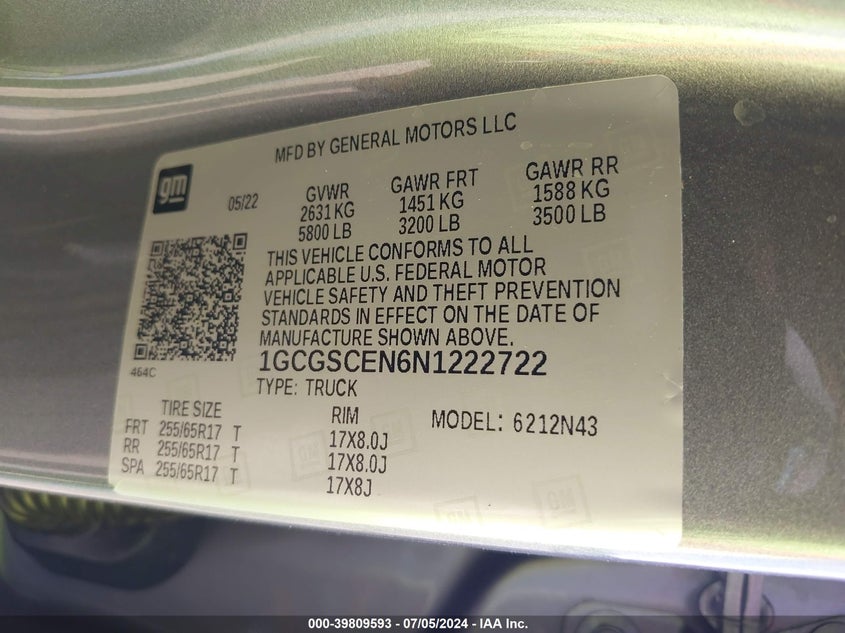 MFD BY GENERAL MOTORS LLC
gm
05/22 GVWR GAWR FRT GAWR RR
2631 KG 1451 KG 1588 KG
5800 LB 3200 LB 3500 LB
THIS VEHICLE CONFORMS TO ALL
APPLICABLE U.S. FEDERAL MOTOR
VEHICLE SAFETY AND THEFT PREVENTION
STANDARDS IN EFFECT ON THE DATE OF
MANUFACTURE SHOWN ABOVE.
464C
1GCGSCEN6N1222722
TYPE: TRUCK
TIRE SIZE RIM MODEL: 6212N43
FRT 255/65R17 T 17X8.0J
RR 255/65R17 T 17X8.0J
SPA 255/65R17 T 17X8J
000-39809593 - 07/05/2024 - IAA Inc.